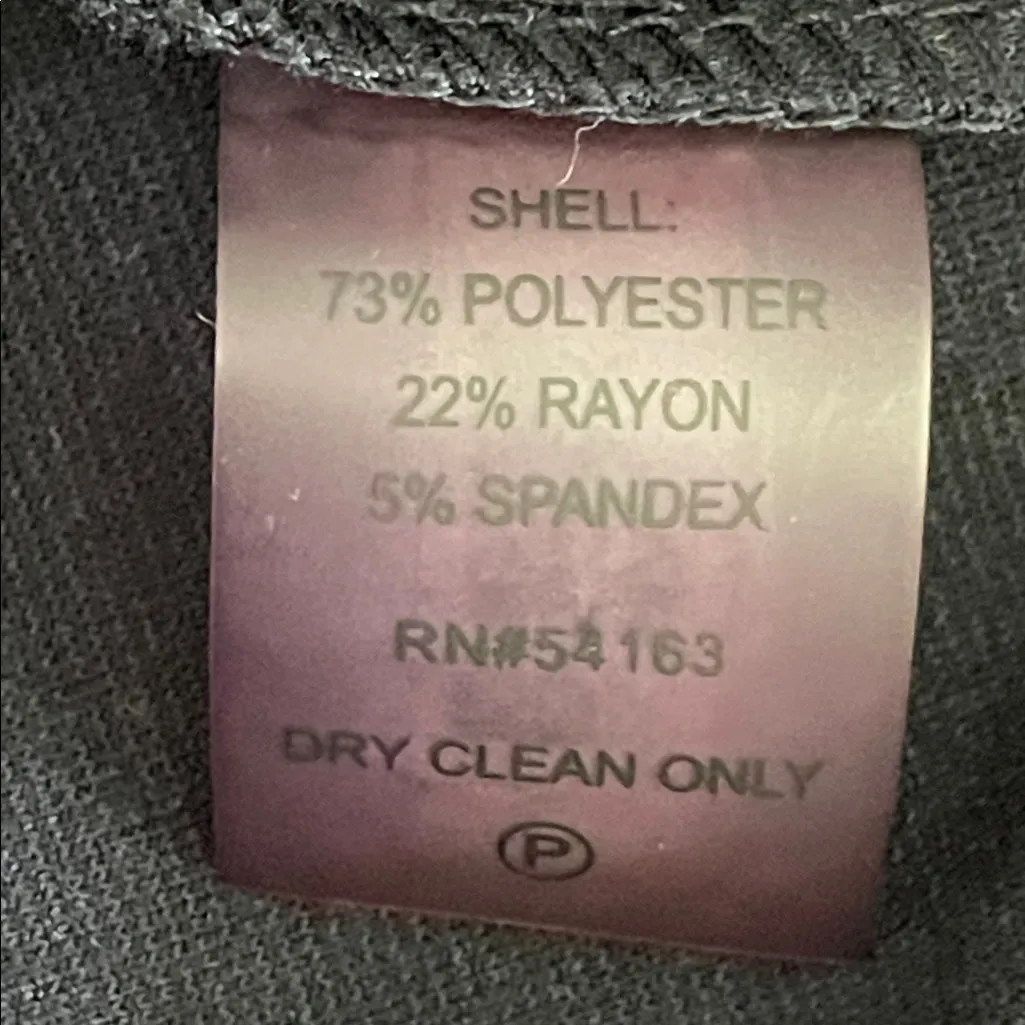 SHELL:
73% POLYESTER
22% RAYON
5% SPANDEX
RN#54163
DRY CLEAN ONLY
P